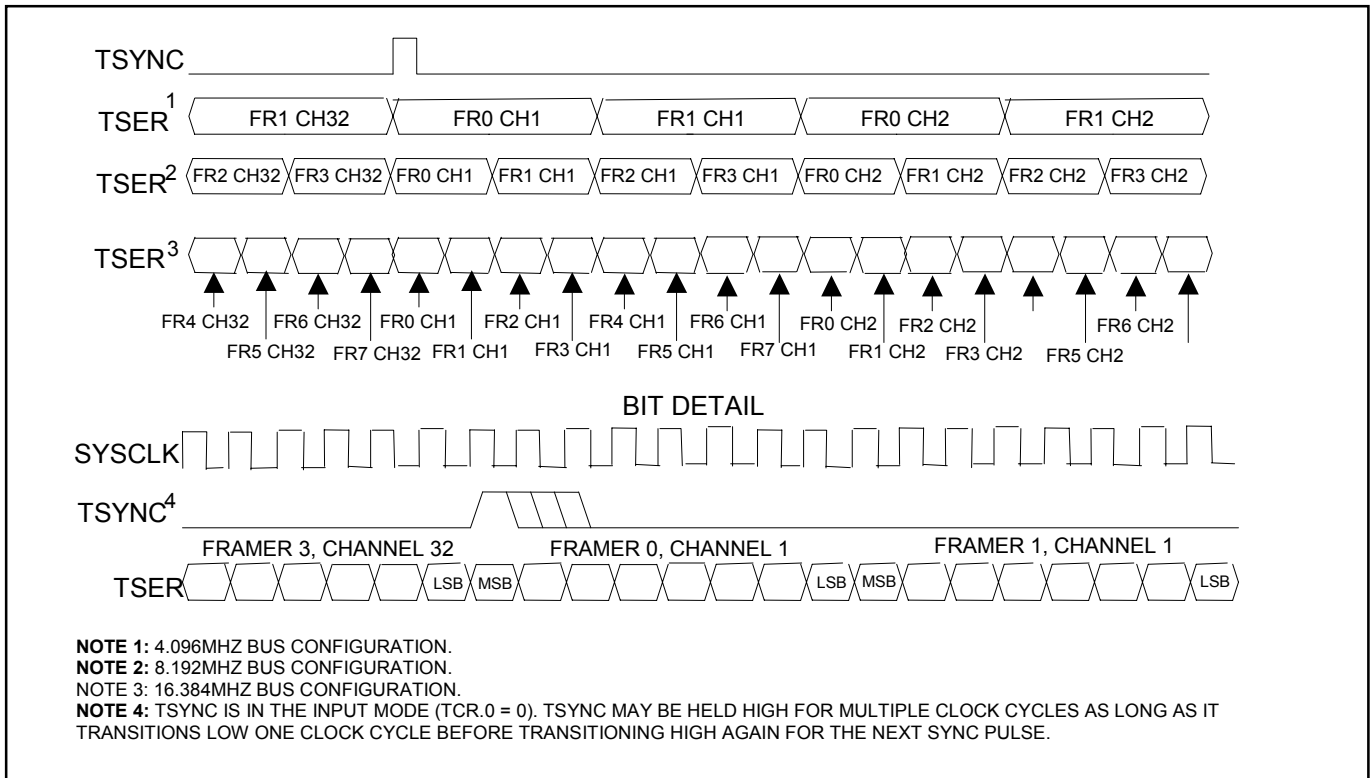 TSYNC
TSER1
FR1 CH32 FR0 CH1 FR1 CH1 FR0 CH2 FR1 CH2
TSER2
FR2 CH32 FR3 CH32 FR0 CH1 FR1 CH1 FR2 CH1 FR3 CH1 FR0 CH2 FR1 CH2 FR2 CH2 FR3 CH2
TSER3
FR4 CH32 FR6 CH32 FR0 CH1 FR2 CH1 FR4 CH1 FR6 CH1 FR0 CH2 FR2 CH2 FR6 CH2
FR5 CH32 FR7 CH32 FR1 CH1 FR3 CH1 FR5 CH1 FR7 CH1 FR1 CH2 FR3 CH2 FR5 CH2
BIT DETAIL
SYSCLK
TSYNC4
FRAMER 3, CHANNEL 32 FRAMER 0, CHANNEL 1 FRAMER 1, CHANNEL 1
TSER LSB MSB LSB MSB LSB
NOTE 1: 4.096MHZ BUS CONFIGURATION.
NOTE 2: 8.192MHZ BUS CONFIGURATION.
NOTE 3: 16.384MHZ BUS CONFIGURATION.
NOTE 4: TSYNC IS IN THE INPUT MODE (TCR.0 = 0). TSYNC MAY BE HELD HIGH FOR MULTIPLE CLOCK CYCLES AS LONG AS IT
TRANSITIONS LOW ONE CLOCK CYCLE BEFORE TRANSITIONING HIGH AGAIN FOR THE NEXT SYNC PULSE.